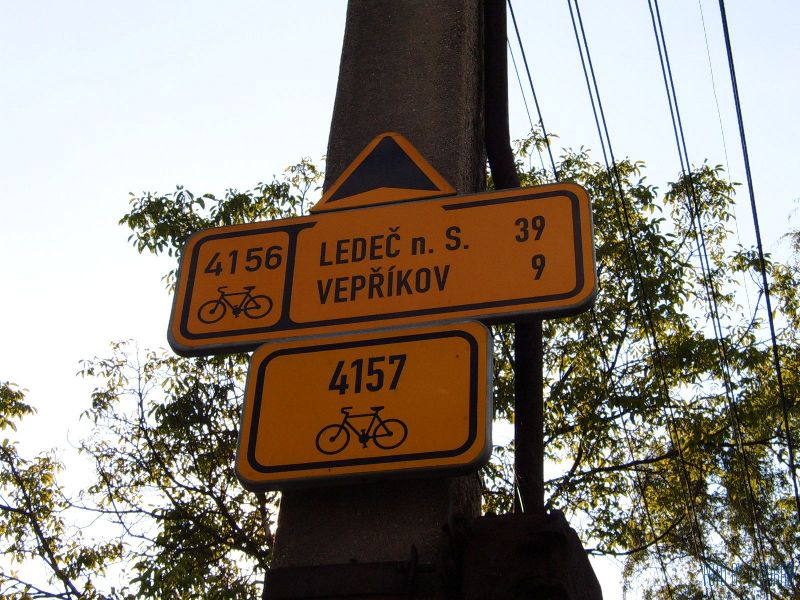 4156
LEDEČ n. S. 39
VEPŘÍKOV 9
4157